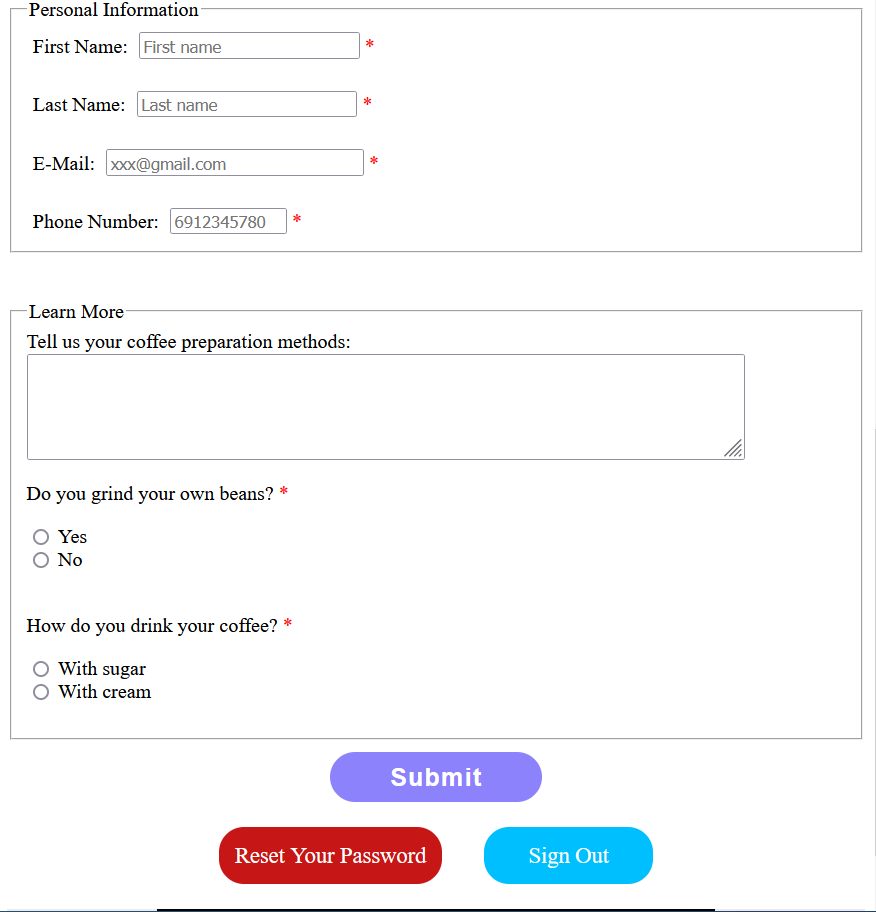 Personal Information
First Name: First name *
Last Name: Last name *
E-Mail: xxx@gmail.com *
Phone Number: 6912345780 *
Learn More
Tell us your coffee preparation methods:
Do you grind your own beans? *
Yes
No
How do you drink your coffee? *
With sugar
With cream
Submit
Reset Your Password Sign Out